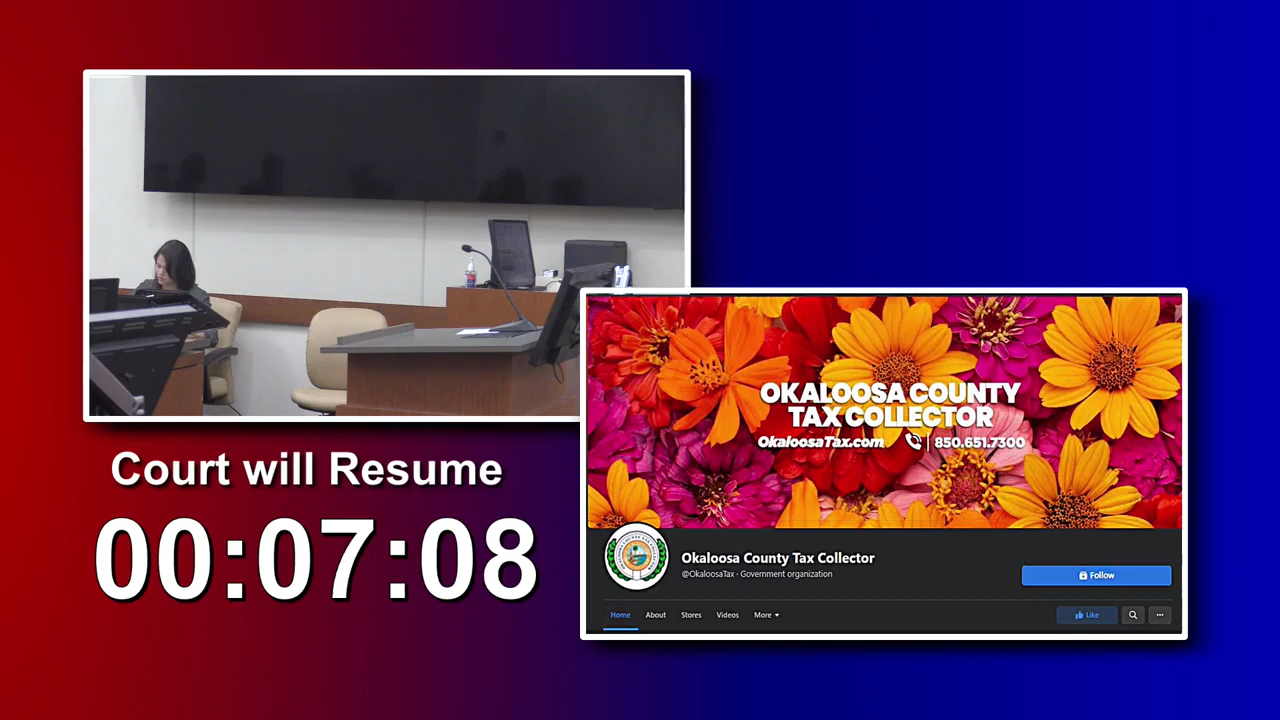 Court will Resume
00:07:08
OKALOOSA COUNTY
TAX COLLECTOR
OkaloosaTax.com | 850.651.7300
Okaloosa County Tax Collector
@OkaloosaTax · Government organization
Follow
Home About Stores Videos More
Like